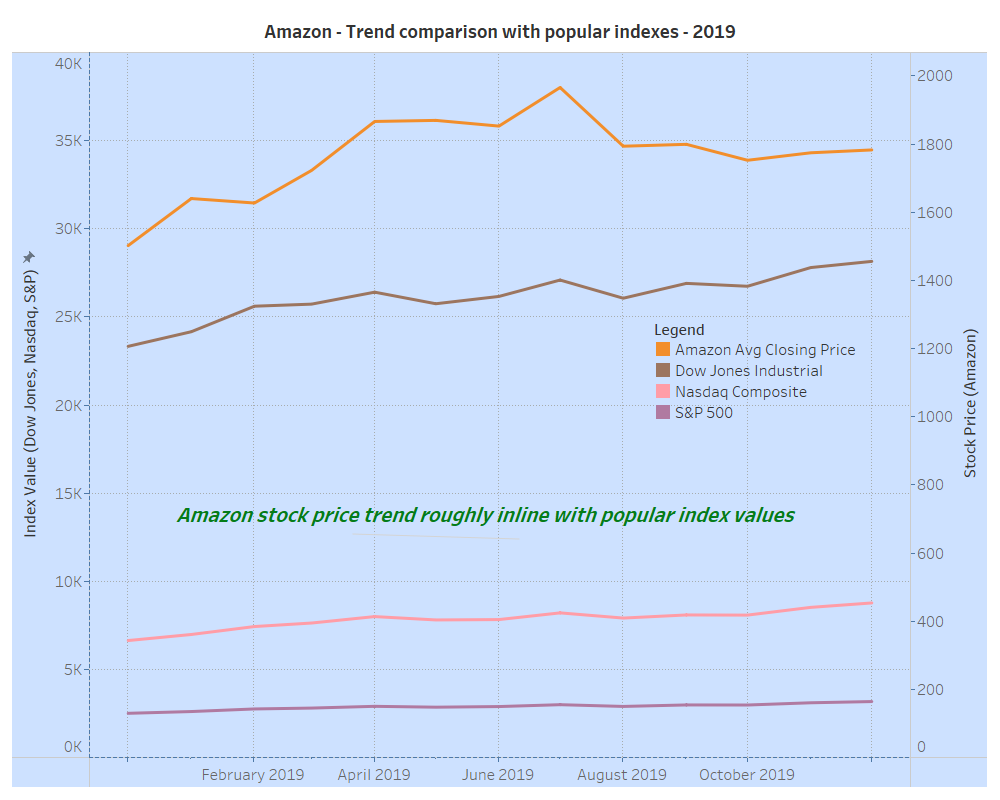 Amazon - Trend comparison with popular indexes - 2019
40K
35K
30K
25K
20K
15K
10K
5K
0K
Index Value (Dow Jones, Nasdaq, S&P)
2000
1800
1600
1400
1200
1000
800
600
400
200
0
Stock Price (Amazon)
Legend
Amazon Avg Closing Price
Dow Jones Industrial
Nasdaq Composite
S&P 500
Amazon stock price trend roughly inline with popular index values
February 2019 April 2019 June 2019 August 2019 October 2019